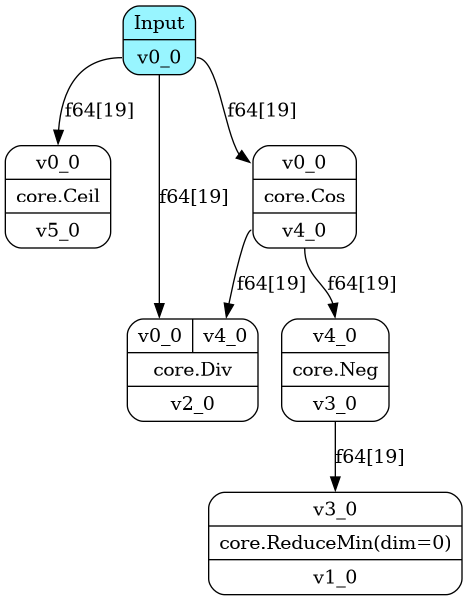 Input
v0_0
f64[19]
f64[19]
v0_0
core.Ceil
v5_0
f64[19]
v0_0
core.Cos
v4_0
f64[19]
f64[19]
v0_0 v4_0
core.Div
v2_0
v4_0
core.Neg
v3_0
f64[19]
v3_0
core.ReduceMin(dim=0)
v1_0